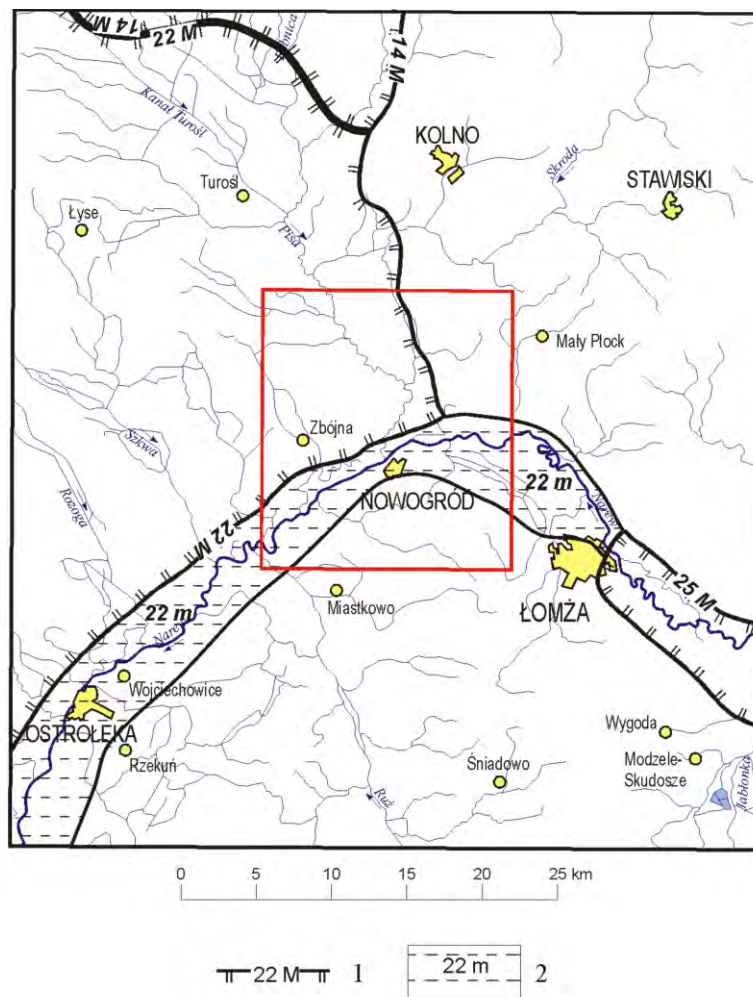 14 M
22 M
14 M
Kanał Turośl
KOLNO
Skroda
STAWISKI
Turośl
Łyse
Pisa
Mały Płock
Zbójna
Szkwa
22 m
Narew
NOWOGRÓD
Rozoga
22 M
25 M
ŁOMŻA
Miastkowo
22 m
Wojciechowice
OSTROŁĘKA
Wygoda
Rzekuń
Modzele-
Skudosze
Śniadowo
Ruż
Jabłonka
0 5 10 15 20 25 km
22 M 1 22 m 2